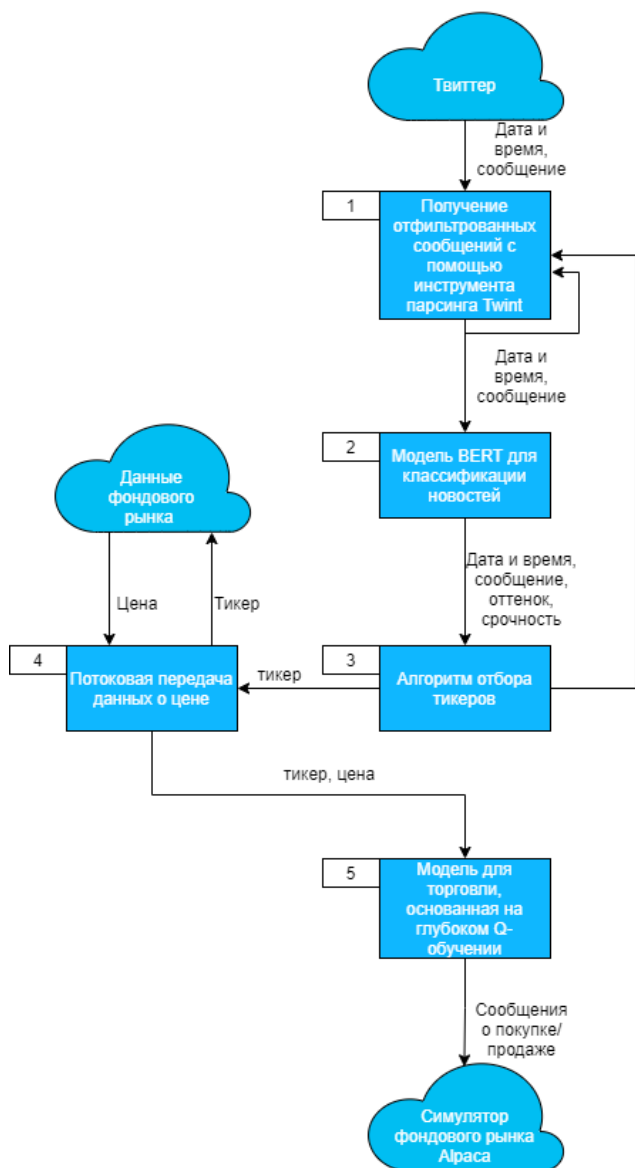 Твиттер
Дата и
время,
сообщение
1
Получение
отфильтрованных
сообщений с
помощью
инструмента
парсинга Twint
Дата и
время,
сообщение
2
Модель BERT для
классификации
новостей
Данные
фондового
рынка
Дата и время,
сообщение,
оттенок,
срочность
Цена
Тикер
4
Потоковая передача
данных о цене
тикер
3
Алгоритм отбора
тикеров
тикер, цена
5
Модель для
торговли,
основанная на
глубоком Q-
обучении
Сообщения
о покупке/
продаже
Симулятор
фондового рынка
Alpaca